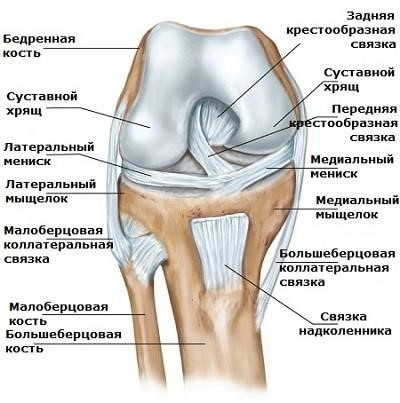 Бедренная
кость
Суставной
хрящ
Латеральный
мениск
Латеральный
мыщелок
Малоберцовая
коллатеральная
связка
Малоберцовая
кость
Большеберцовая
кость
Задняя
крестообразная
связка
Суставной
хрящ
Передняя
крестообразная
связка
Медиальный
мениск
Медиальный
мыщелок
Большеберцовая
коллатеральная
связка
Связка
надколенника